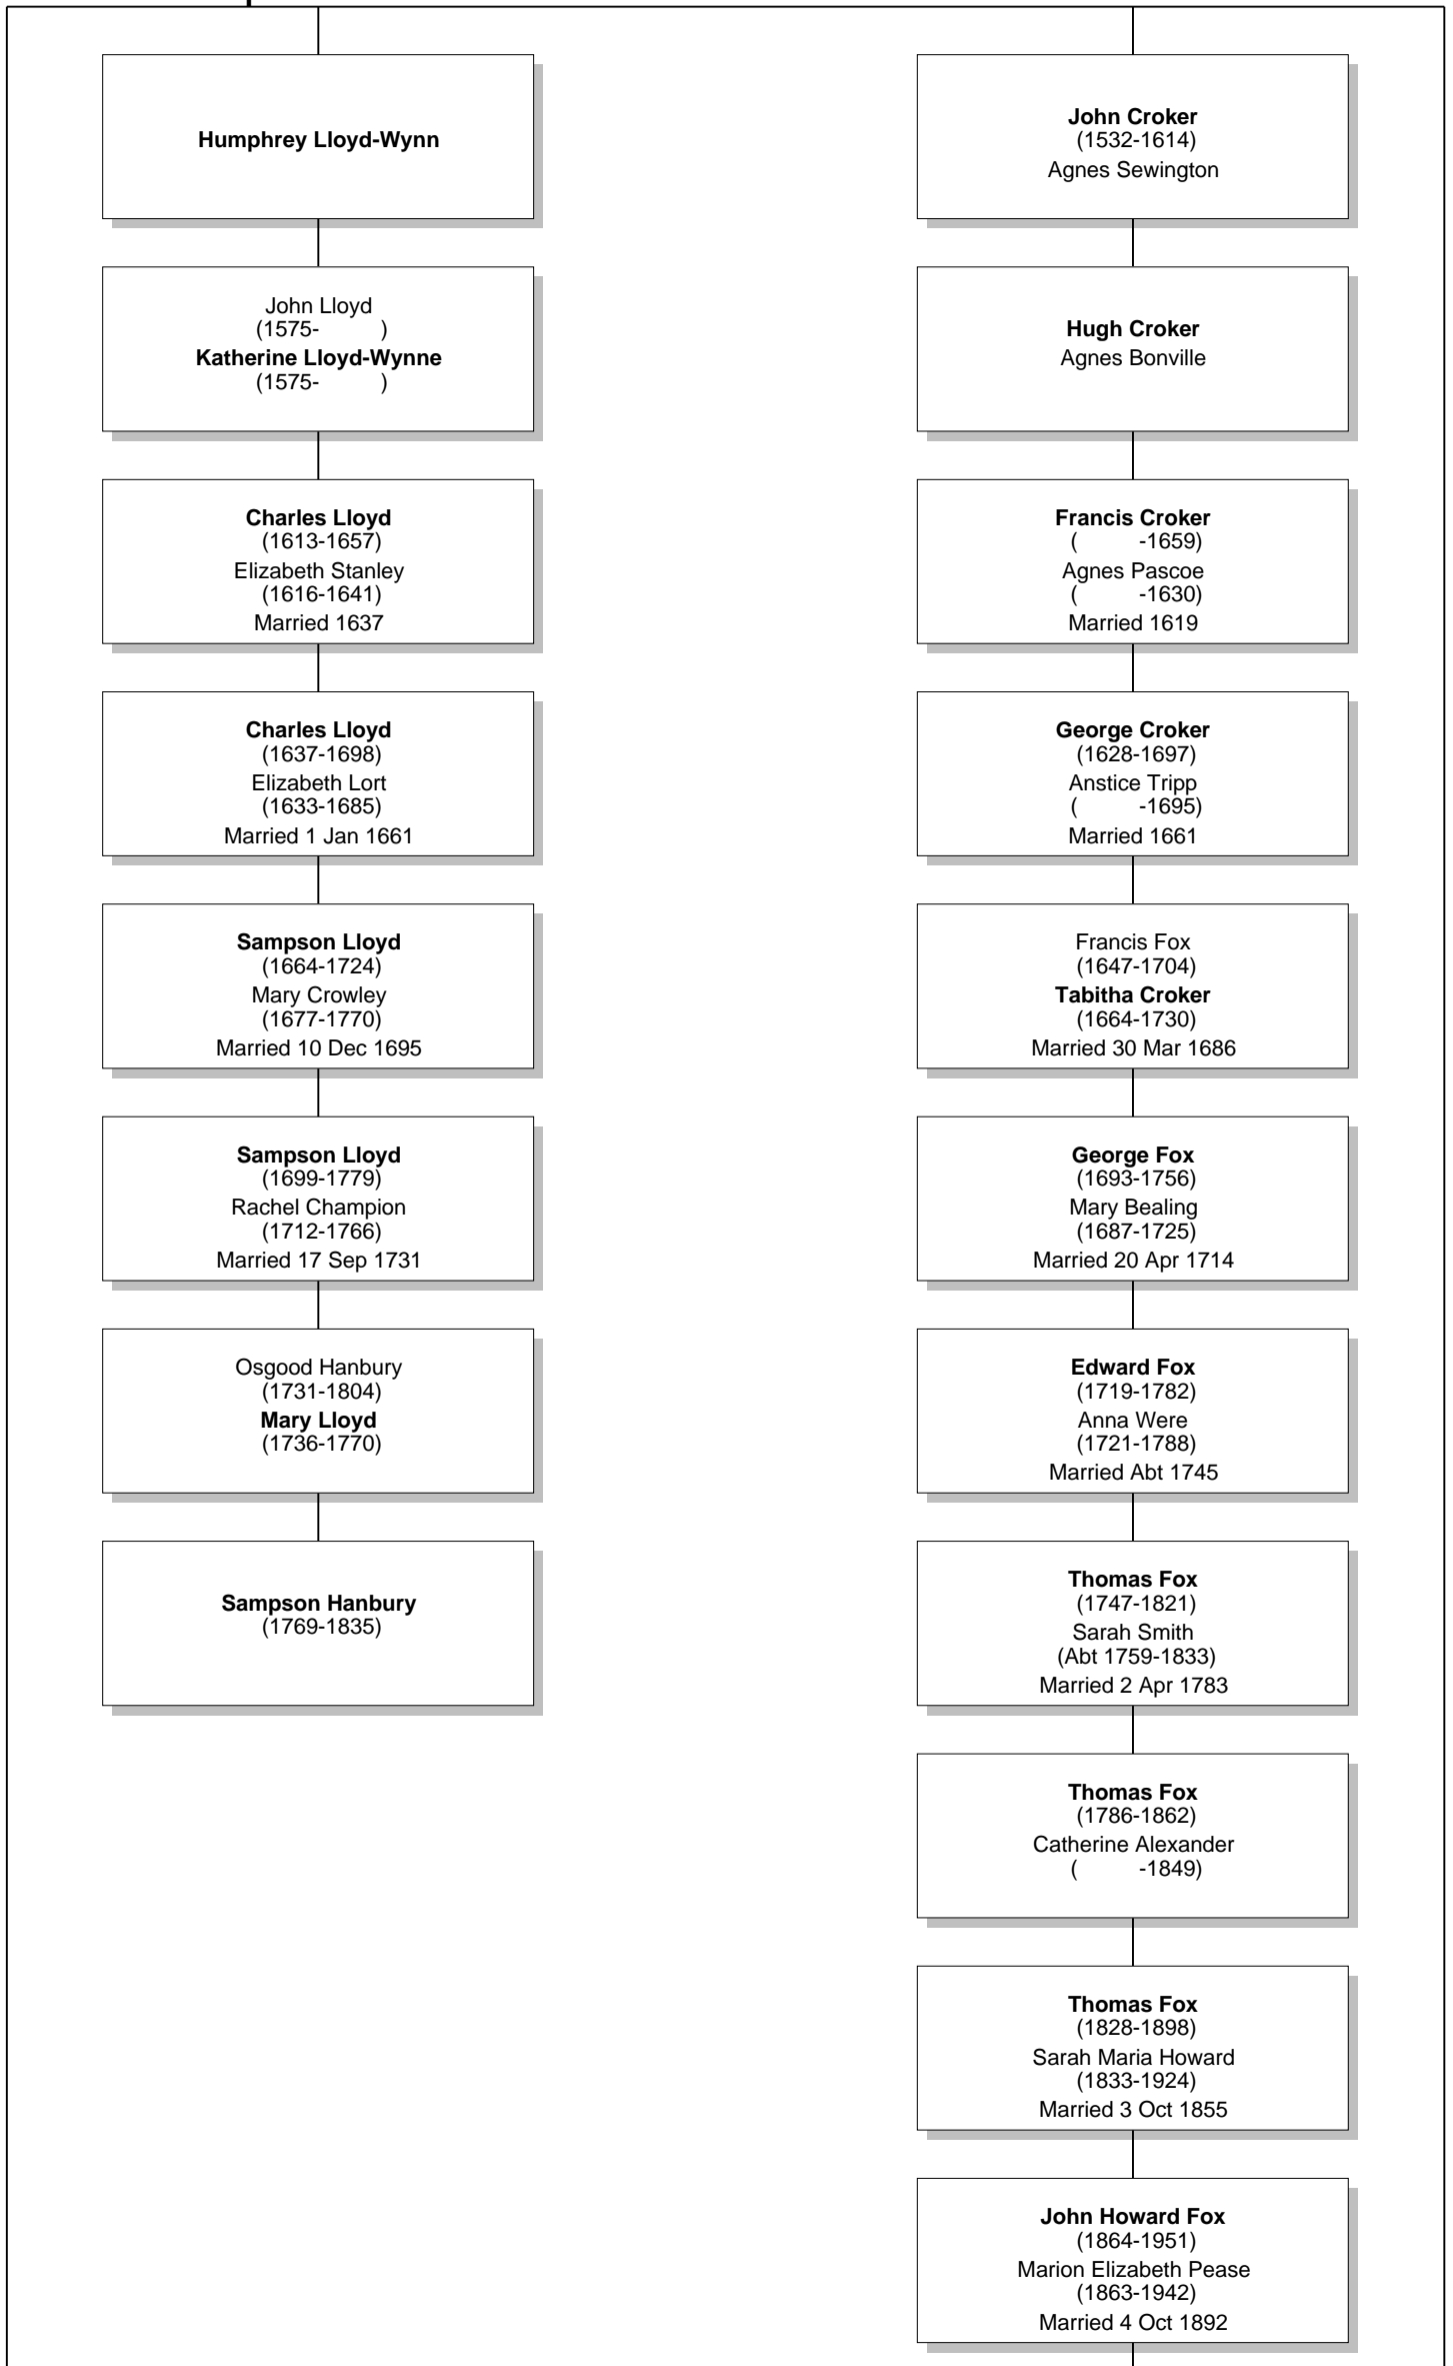 Humphrey Lloyd-Wynn
John Lloyd
(1575- )
Katherine Lloyd-Wynne
(1575- )
Charles Lloyd
(1613-1657)
Elizabeth Stanley
(1616-1641)
Married 1637
Charles Lloyd
(1637-1698)
Elizabeth Lort
(1633-1685)
Married 1 Jan 1661
Sampson Lloyd
(1664-1724)
Mary Crowley
(1677-1770)
Married 10 Dec 1695
Sampson Lloyd
(1699-1779)
Rachel Champion
(1712-1766)
Married 17 Sep 1731
Osgood Hanbury
(1731-1804)
Mary Lloyd
(1736-1770)
Sampson Hanbury
(1769-1835)
John Croker
(1532-1614)
Agnes Sewington
Hugh Croker
Agnes Bonville
Francis Croker
( -1659)
Agnes Pascoe
( -1630)
Married 1619
George Croker
(1628-1697)
Anstice Tripp
( -1695)
Married 1661
Francis Fox
(1647-1704)
Tabitha Croker
(1664-1730)
Married 30 Mar 1686
George Fox
(1693-1756)
Mary Bealing
(1687-1725)
Married 20 Apr 1714
Edward Fox
(1719-1782)
Anna Were
(1721-1788)
Married Abt 1745
Thomas Fox
(1747-1821)
Sarah Smith
(Abt 1759-1833)
Married 2 Apr 1783
Thomas Fox
(1786-1862)
Catherine Alexander
( -1849)
Thomas Fox
(1828-1898)
Sarah Maria Howard
(1833-1924)
Married 3 Oct 1855
John Howard Fox
(1864-1951)
Marion Elizabeth Pease
(1863-1942)
Married 4 Oct 1892